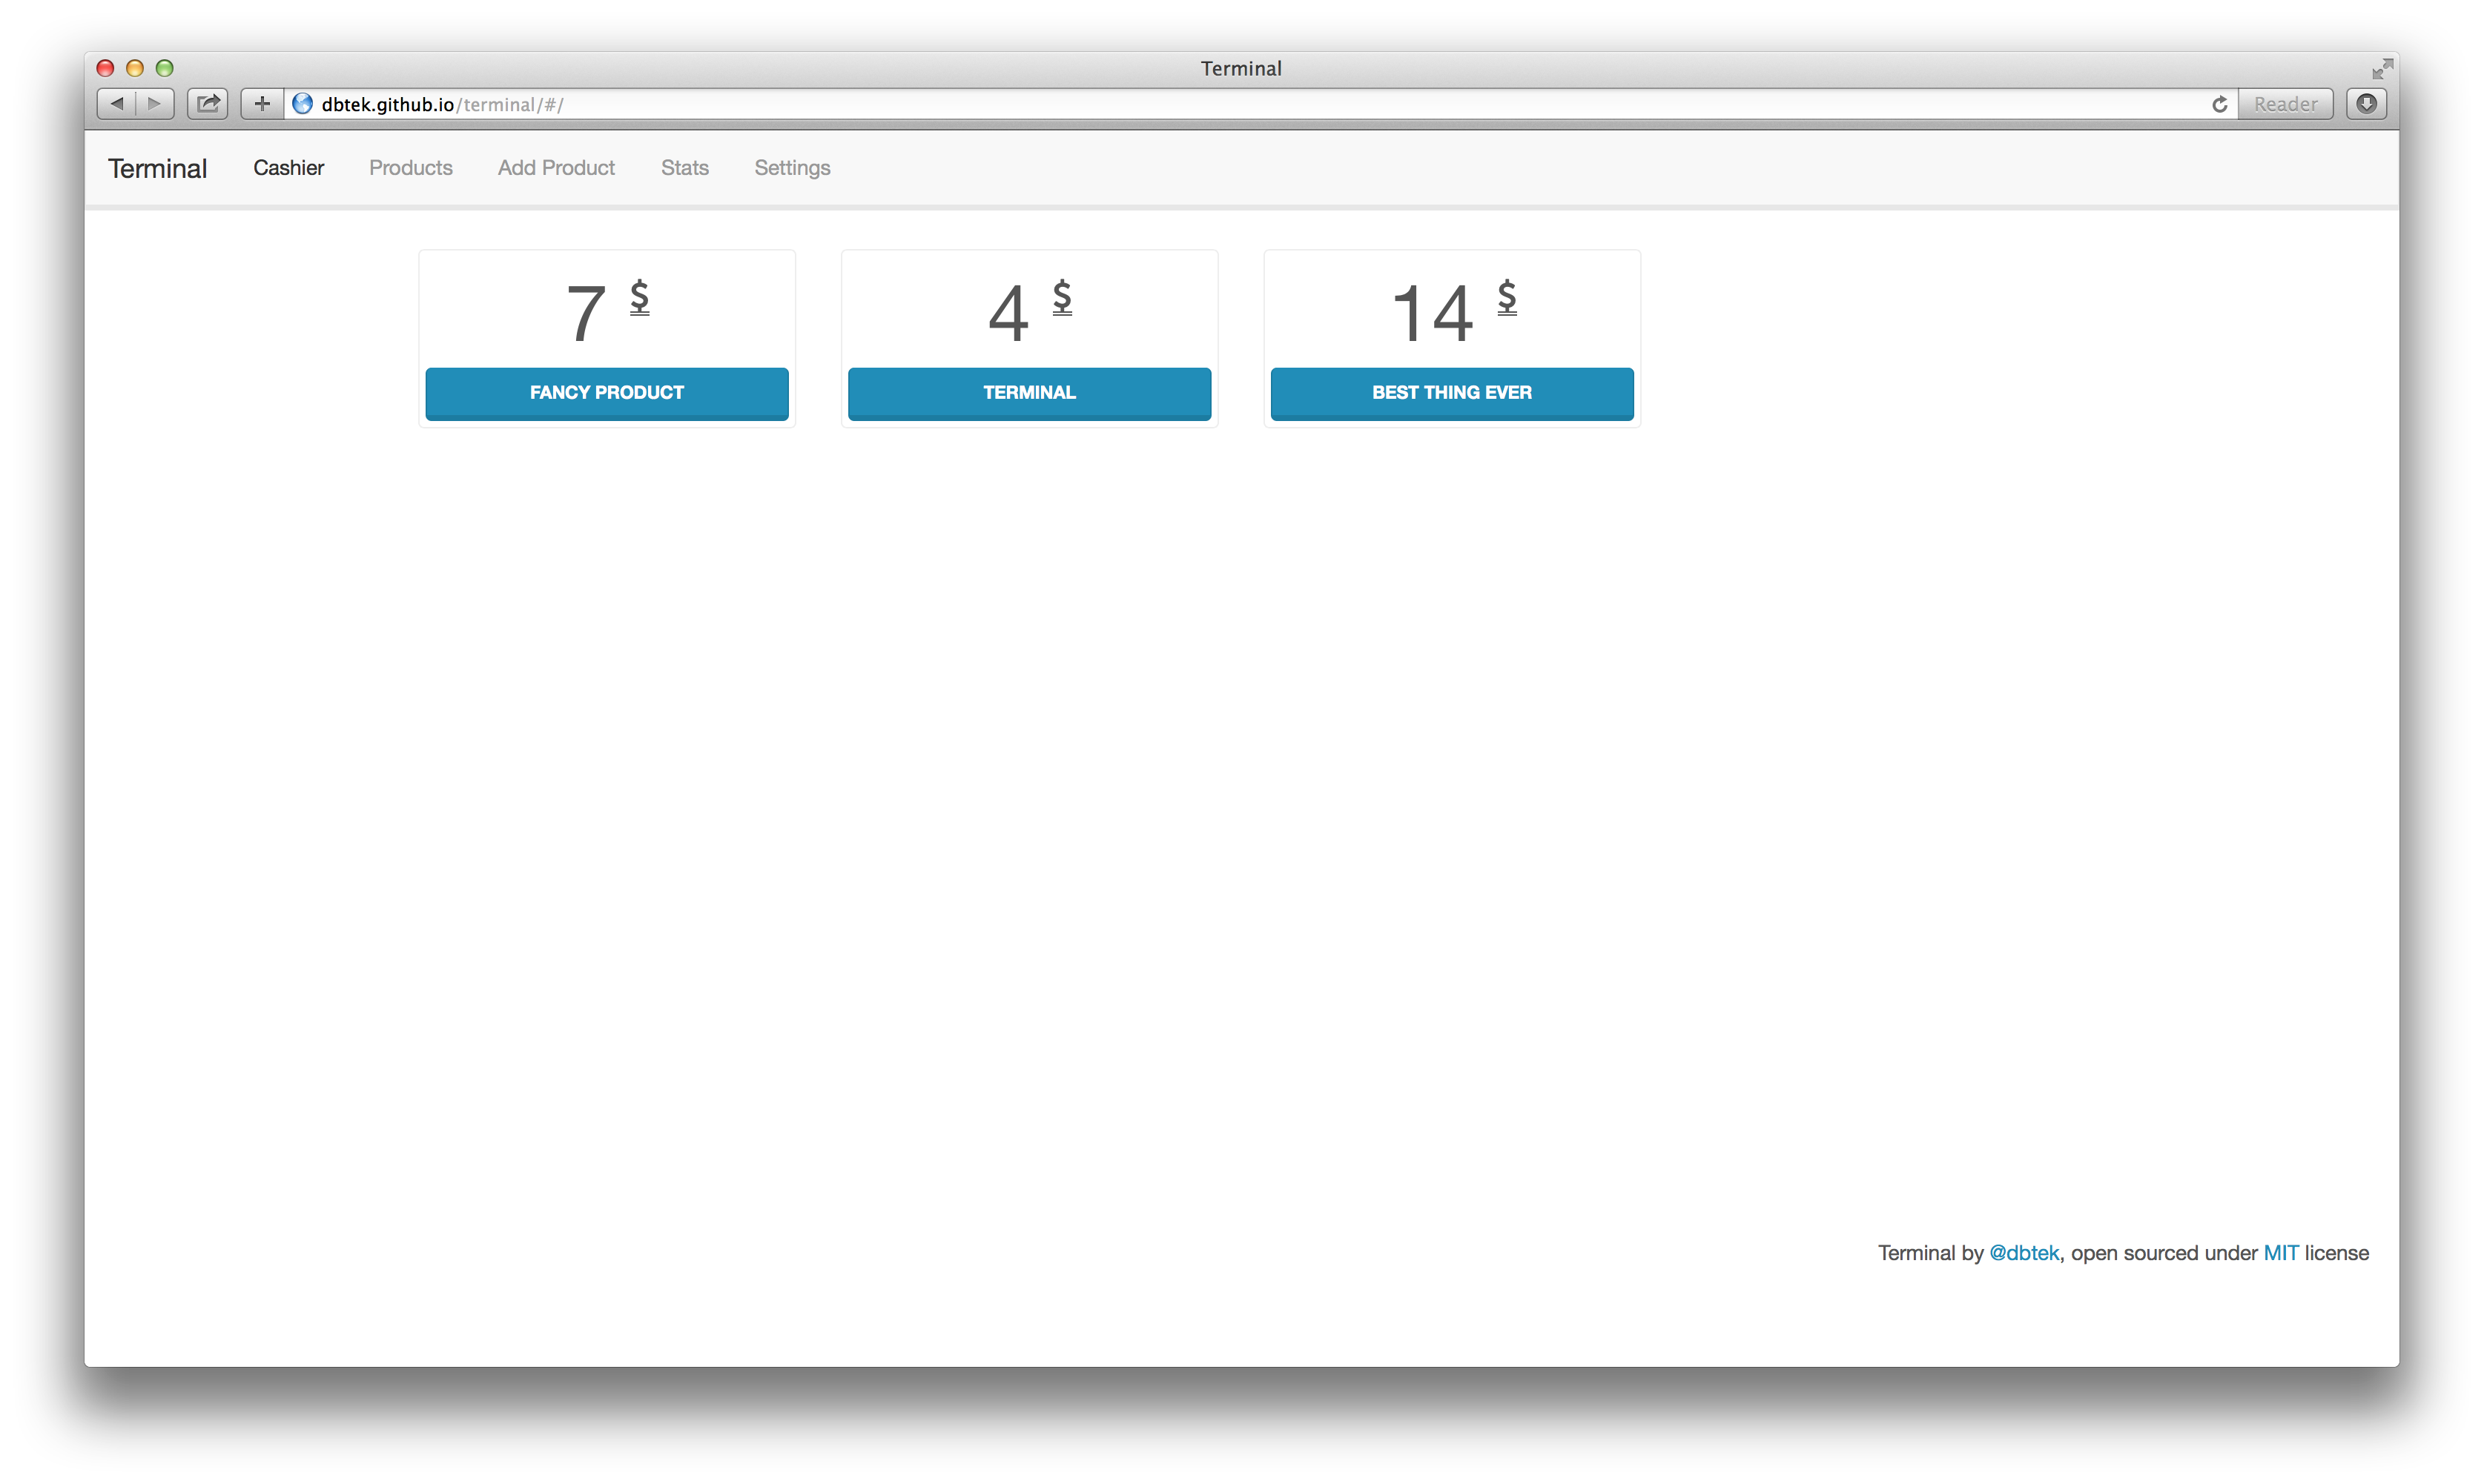 Terminal
dbtek.github.io/terminal/#/
Reader
Terminal Cashier Products Add Product Stats Settings
7 $ 4 $ 14 $
FANCY PRODUCT TERMINAL BEST THING EVER
Terminal by @dbtek, open sourced under MIT license